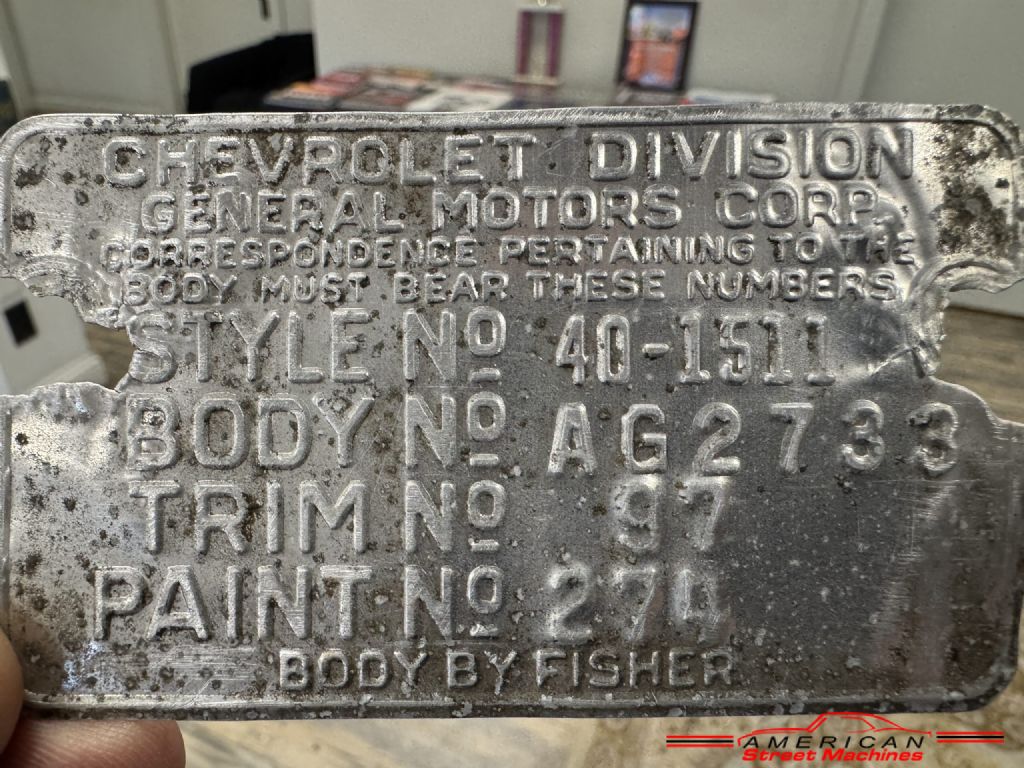 CHEVROLET DIVISION
GENERAL MOTORS CORP.
CORRESPONDENCE PERTAINING TO THE
BODY MUST BEAR THESE NUMBERS
STYLE No 40-1511
BODY No AG2733
TRIM No 97
PAINT No 274
BODY BY FISHER
AMERICAN
Street Machines